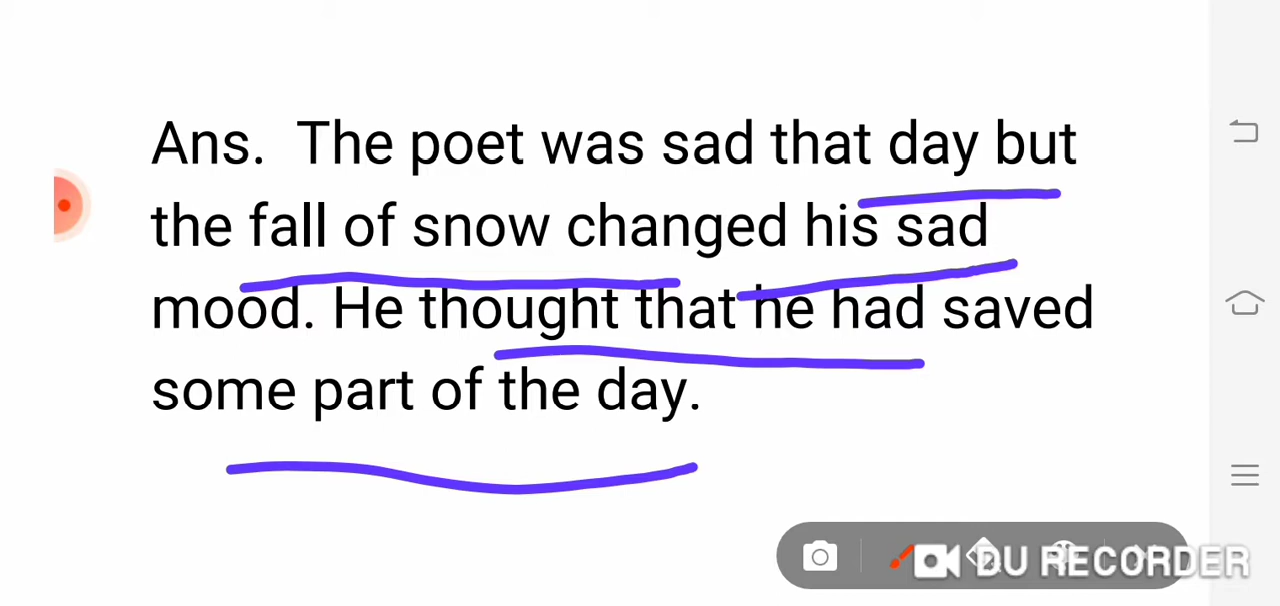 Ans. The poet was sad that day but
the fall of snow changed his sad
mood. He thought that he had saved
some part of the day.
DU RECORDER